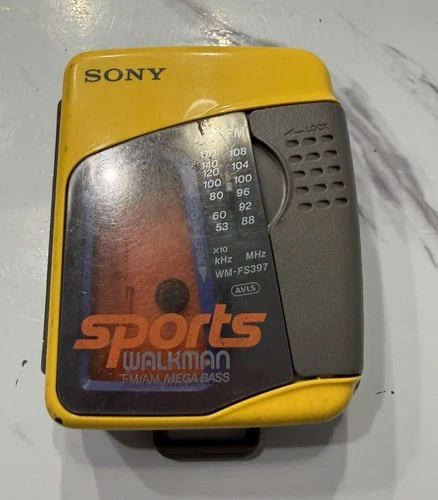 SONY
LOCK
FM
108
140 104
120
100 100
80 96
92
60
53 88
X10
kHz MHz
WM-FS397
AVLS
sports
WALKMAN
FM/AM MEGA BASS